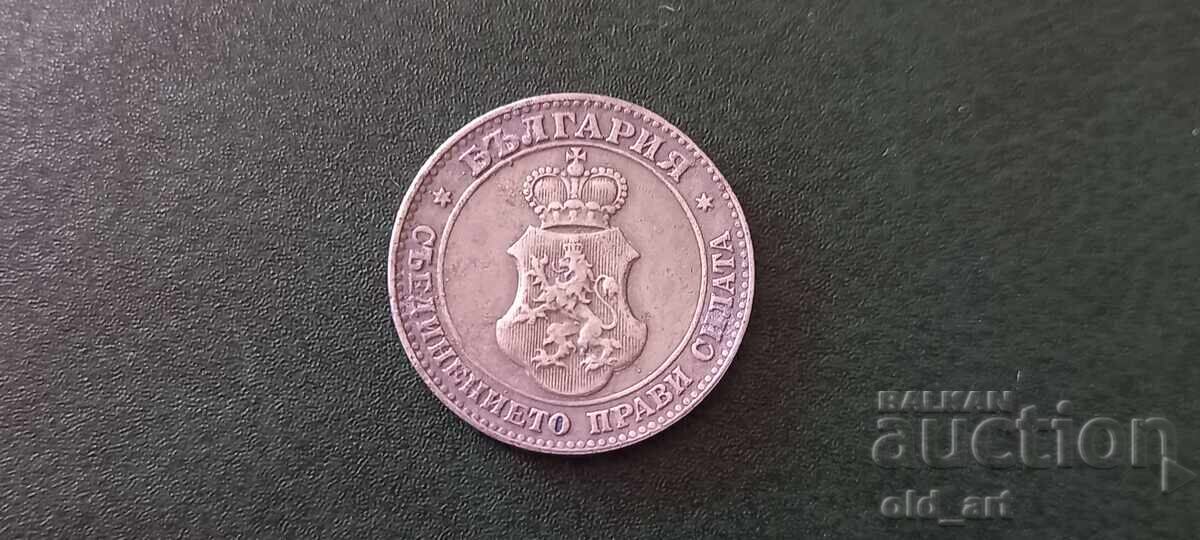 БЪЛГАРИЯ
СЪЕДИНЕНИЕТО ПРАВИ СИЛАТА
BALKAN
auction
old_art